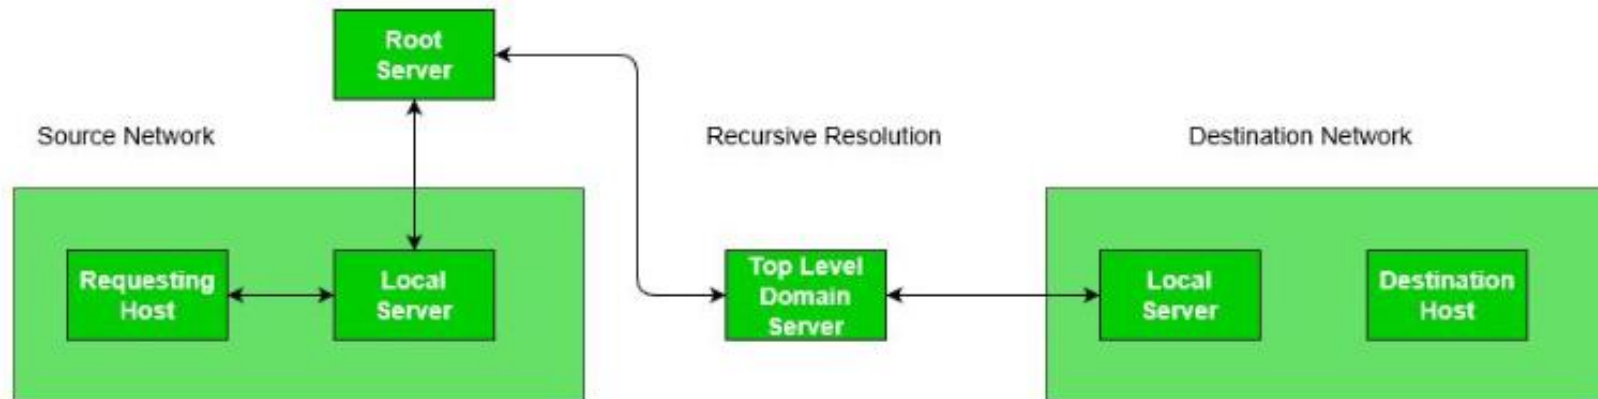 Root
Server
Source Network
Recursive Resolution
Destination Network
Requesting
Host
Local
Server
Top Level
Domain
Server
Local
Server
Destination
Host